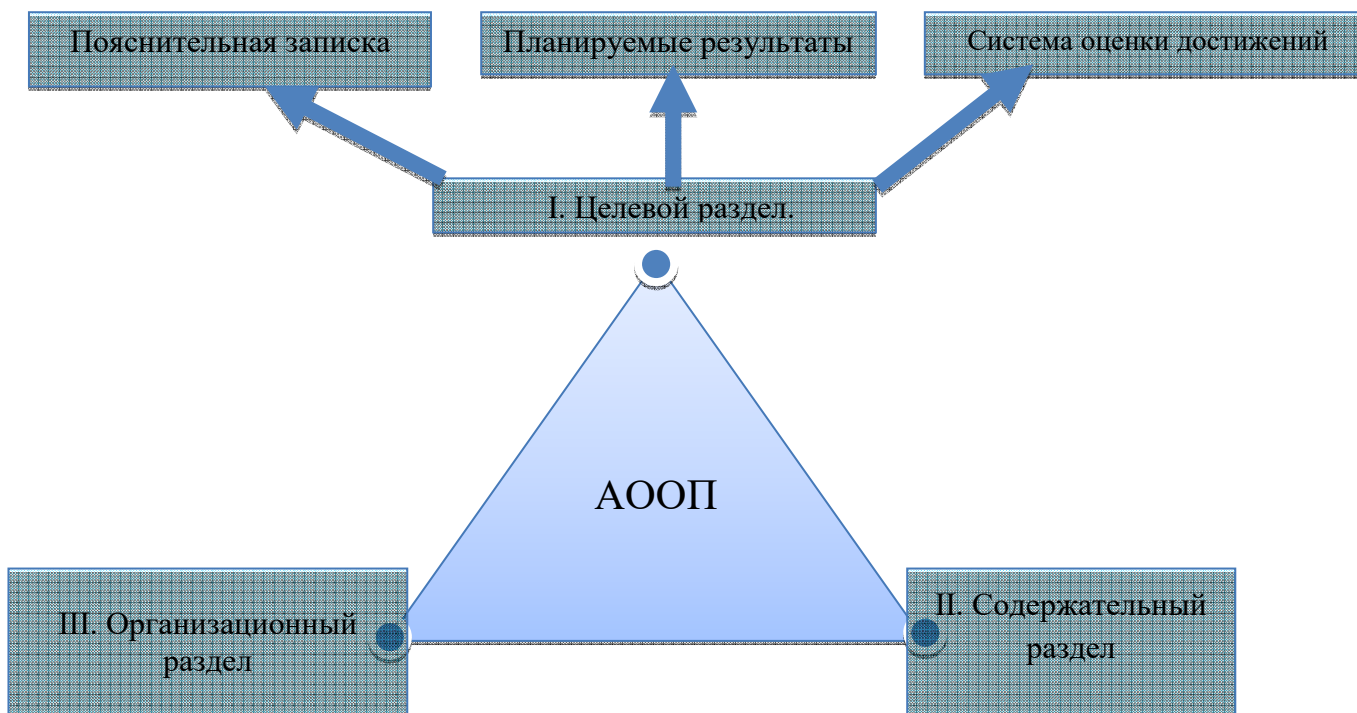 Пояснительная записка
Планируемые результаты
Система оценки достижений
I. Целевой раздел.
АООП
III. Организационный
раздел
II. Содержательный
раздел